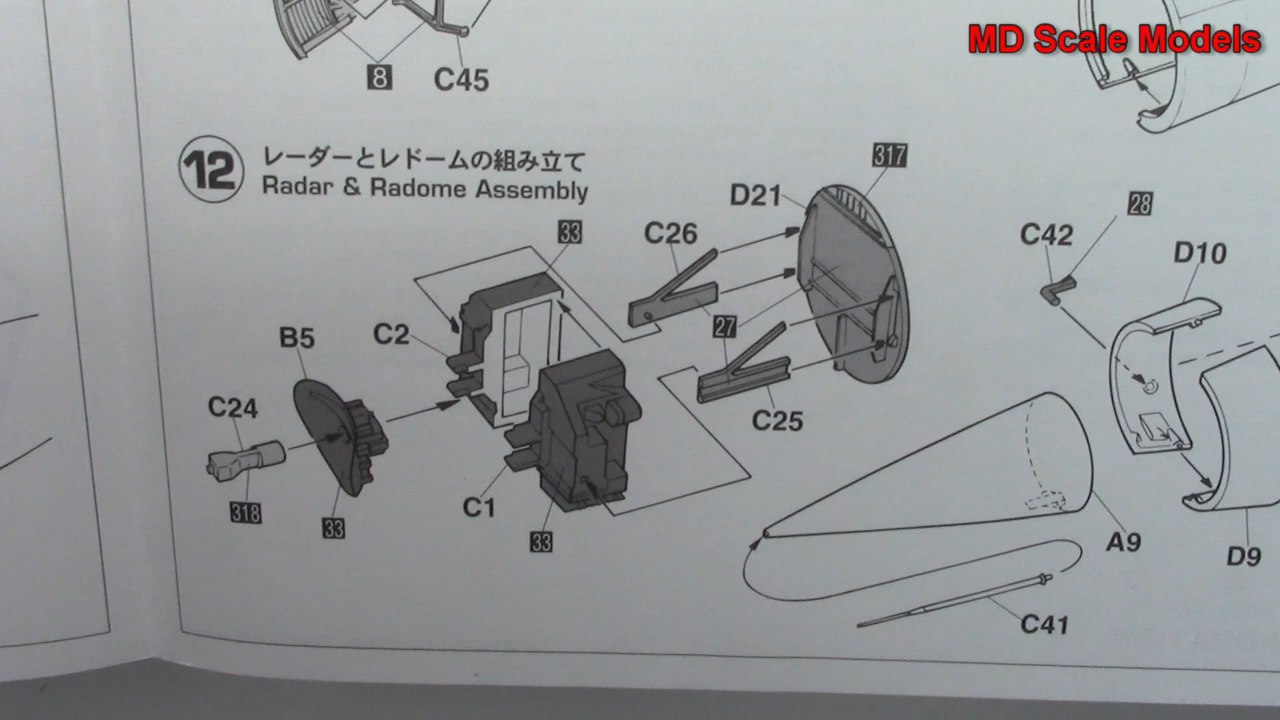 MD Scale Models
8
C45
12
レーダーとレドームの組み立て
Radar & Radome Assembly
317
D21
33
C26
28
C42
D10
B5
C2
27
C24
C25
C1
318
33
33
A9
D9
C41